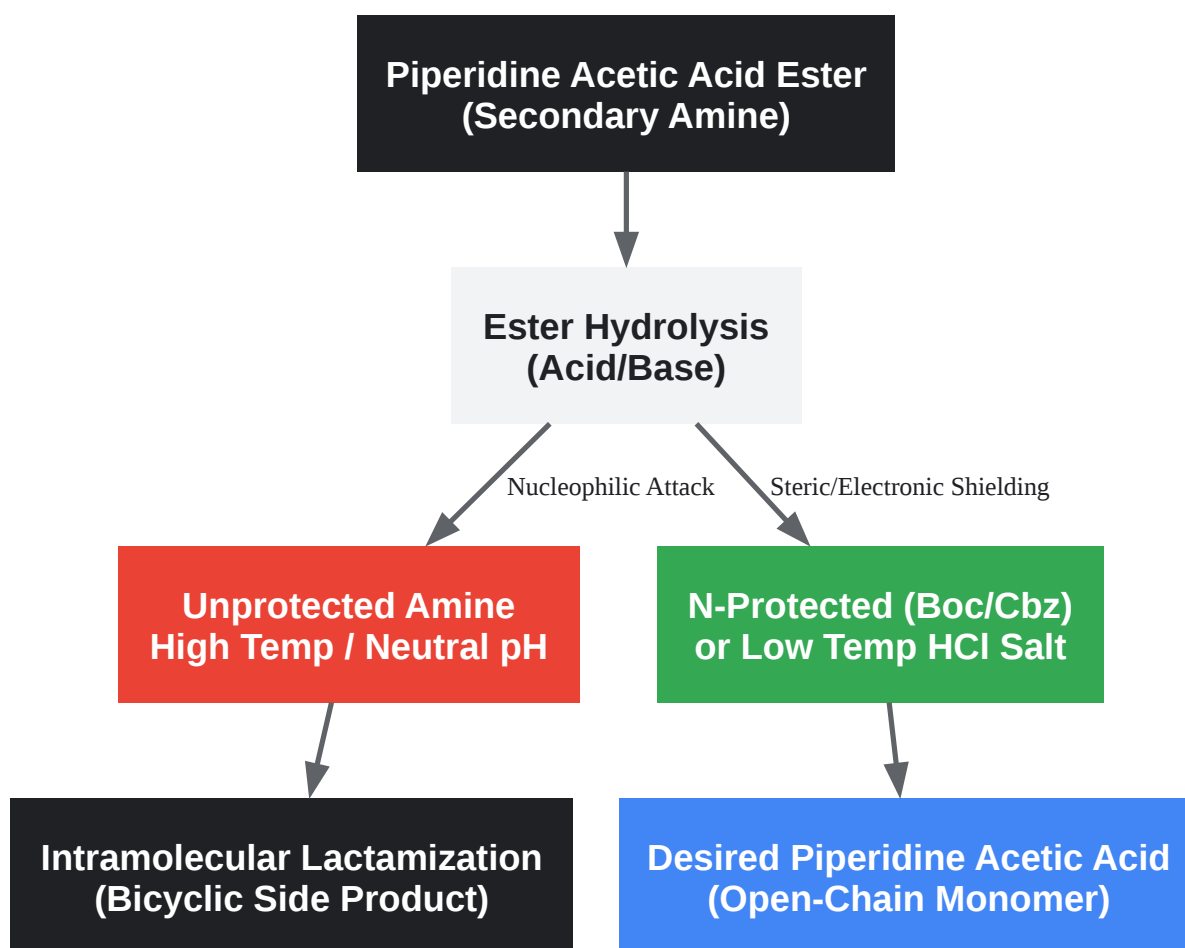 Piperidine Acetic Acid Ester
(Secondary Amine)
Ester Hydrolysis
(Acid/Base)
Nucleophilic Attack
Steric/Electronic Shielding
Unprotected Amine
High Temp / Neutral pH
N-Protected (Boc/Cbz)
or Low Temp HCl Salt
Intramolecular Lactamization
(Bicyclic Side Product)
Desired Piperidine Acetic Acid
(Open-Chain Monomer)